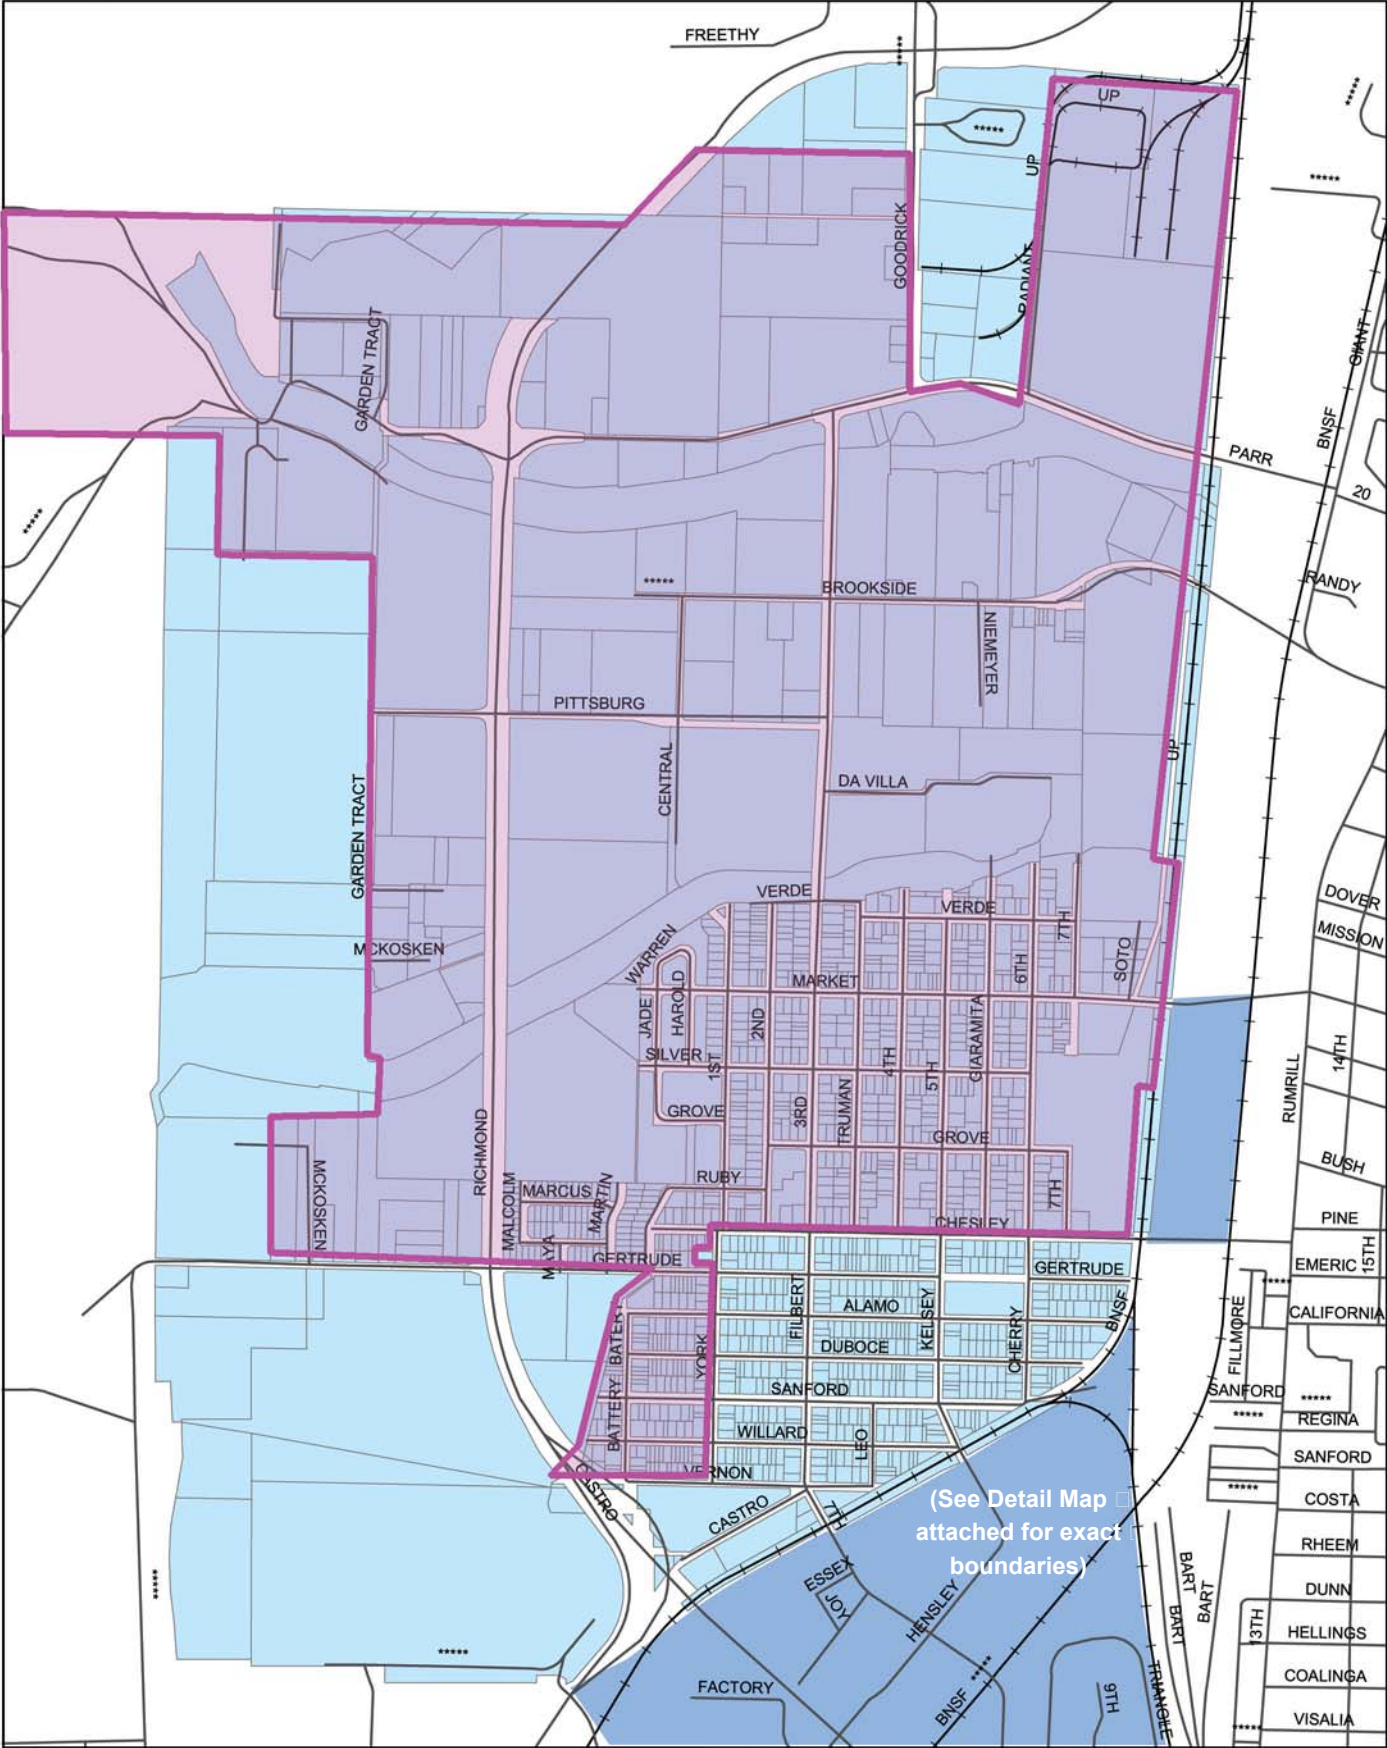 FREETHY
*****
UP
*****
*****
UP
*****
GOODRICK
RADIANT
GARDEN TRACT
GIANT
BNSF
PARR
20
*****
*****
BROOKSIDE
RANDY
NIEMEYER
PITTSBURG
UP
CENTRAL
DA VILLA
GARDEN TRACT
VERDE
VERDE
DOVER
7TH
MISSION
WARREN
MCKOSKEN
6TH
SOTO
MARKET
HAROLD
JADE
2ND
GIARAMITA
SILVER
1ST
4TH
5TH
14TH
RUMRILL
GROVE
3RD
TRUMAN
GROVE
RICHMOND
BUSH
RUBY
MCKOSKEN
MALCOLM
MARCUS
MARTIN
7TH
CHESLEY
PINE
MAYA
GERTRUDE
GERTRUDE
15TH
EMERIC
*****
FILBERT
ALAMO
KELSEY
BNSF
CALIFORNIA
BATERY
CHERRY
FILLMORE
YORK
DUBOCE
SANFORD
SANFORD
*****
BATTERY
*****
REGINA
WILLARD
LEO
SANFORD
VERNON
*****
CASTRO
(See Detail Map
COSTA
CASTRO
7TH
attached for exact
RHEEM
boundaries)
BART
BART
*****
ESSEX
DUNN
JOY
HENSLEY
BART
13TH
HELLINGS
*****
*****
COALINGA
FACTORY
BNSF
9TH
TRIANGLE
VISALIA
*****